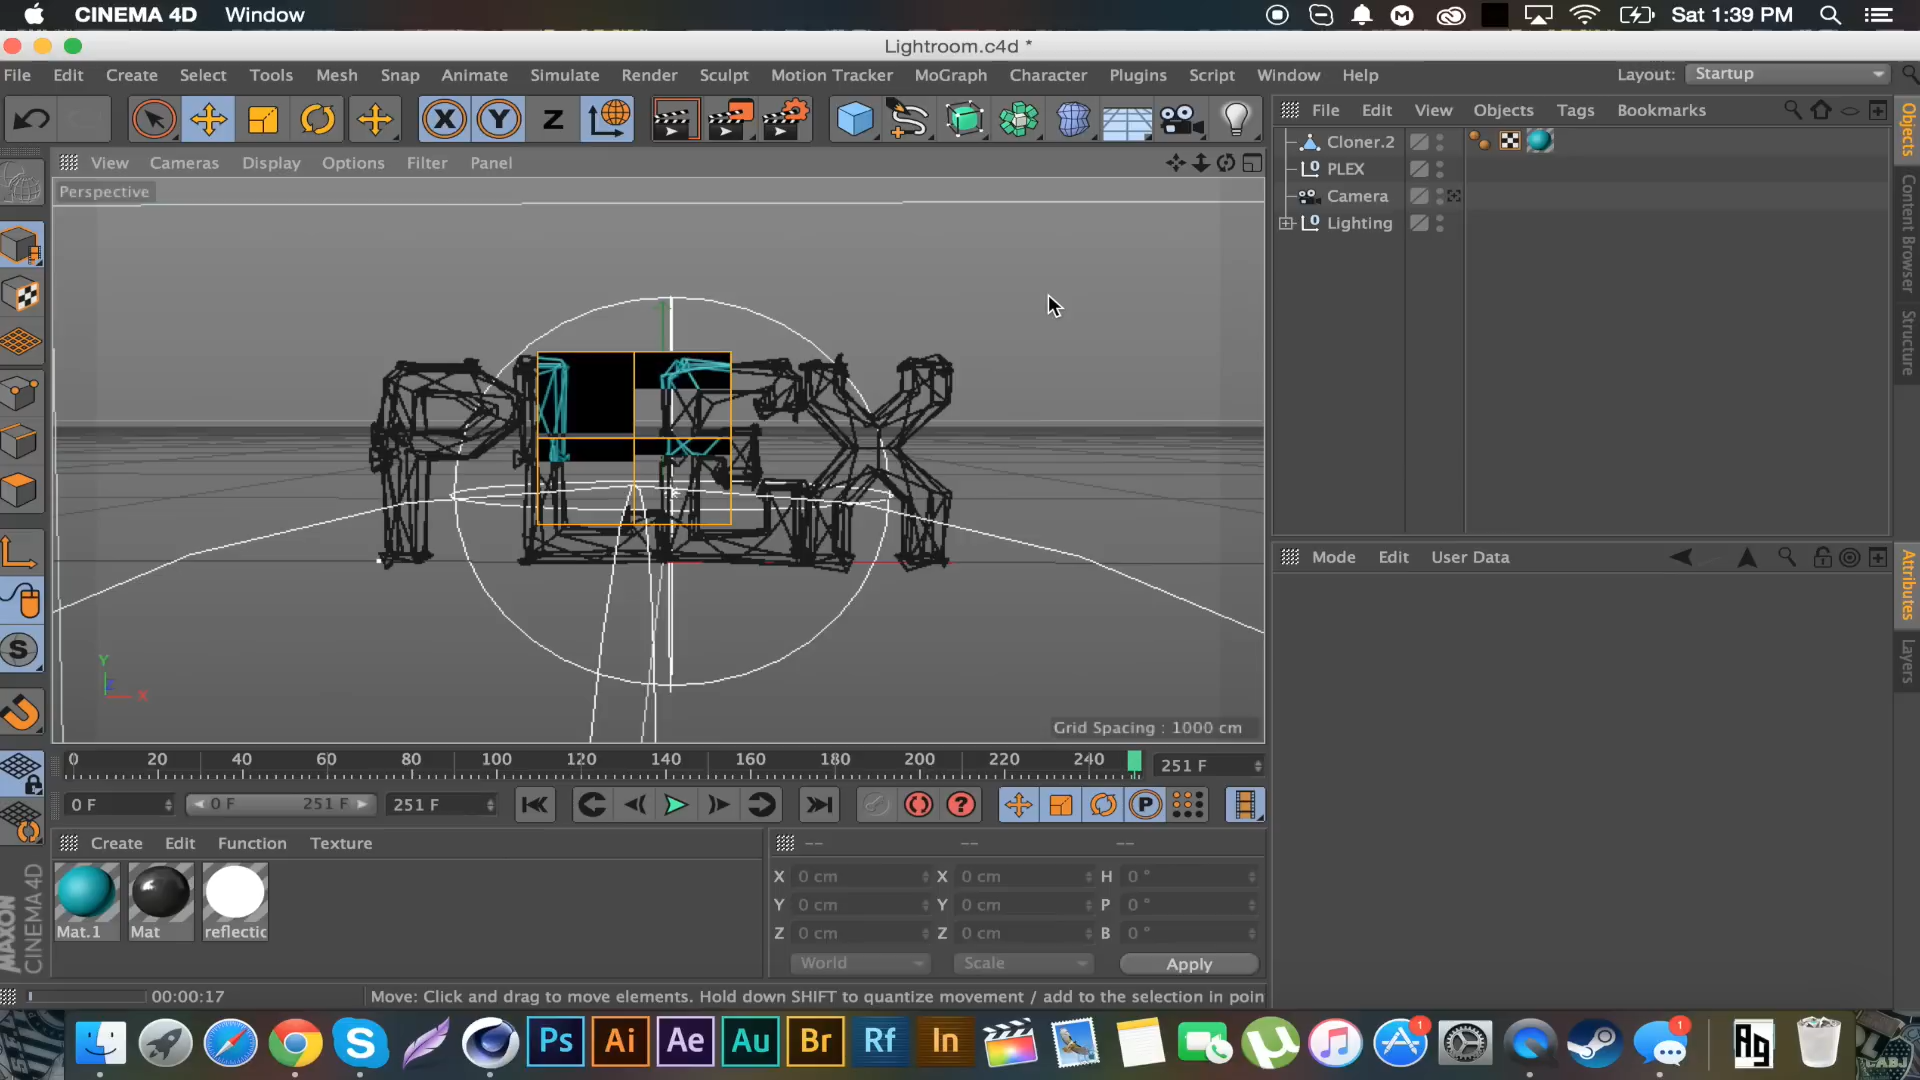 CINEMA 4D Window Sat 1:39 PM
Lightroom.c4d *
File Edit Create Select Tools Mesh Snap Animate Simulate Render Sculpt Motion Tracker MoGraph Character Plugins Script Window Help Layout: Startup
X Y Z
File Edit View Objects Tags Bookmarks
View Cameras Display Options Filter Panel
Perspective
Cloner.2
PLEX
Camera
Lighting
Objects
Content Browser
Structure
Mode Edit User Data
Attributes
Layers
S
Y
X
Grid Spacing : 1000 cm
0 20 40 60 80 100 120 140 160 180 200 220 240 251 F
0 F 0 F 251 F 251 F
P
Create Edit Function Texture
-- -- --
X 0 cm X 0 cm H 0 °
Y 0 cm Y 0 cm P 0 °
Z 0 cm Z 0 cm B 0 °
World Scale Apply
Mat.1 Mat reflectic
MAXON CINEMA 4D
00:00:17 Move: Click and drag to move elements. Hold down SHIFT to quantize movement / add to the selection in poin
Ps Ai Ae Au Br Rf In 1 1 Ag